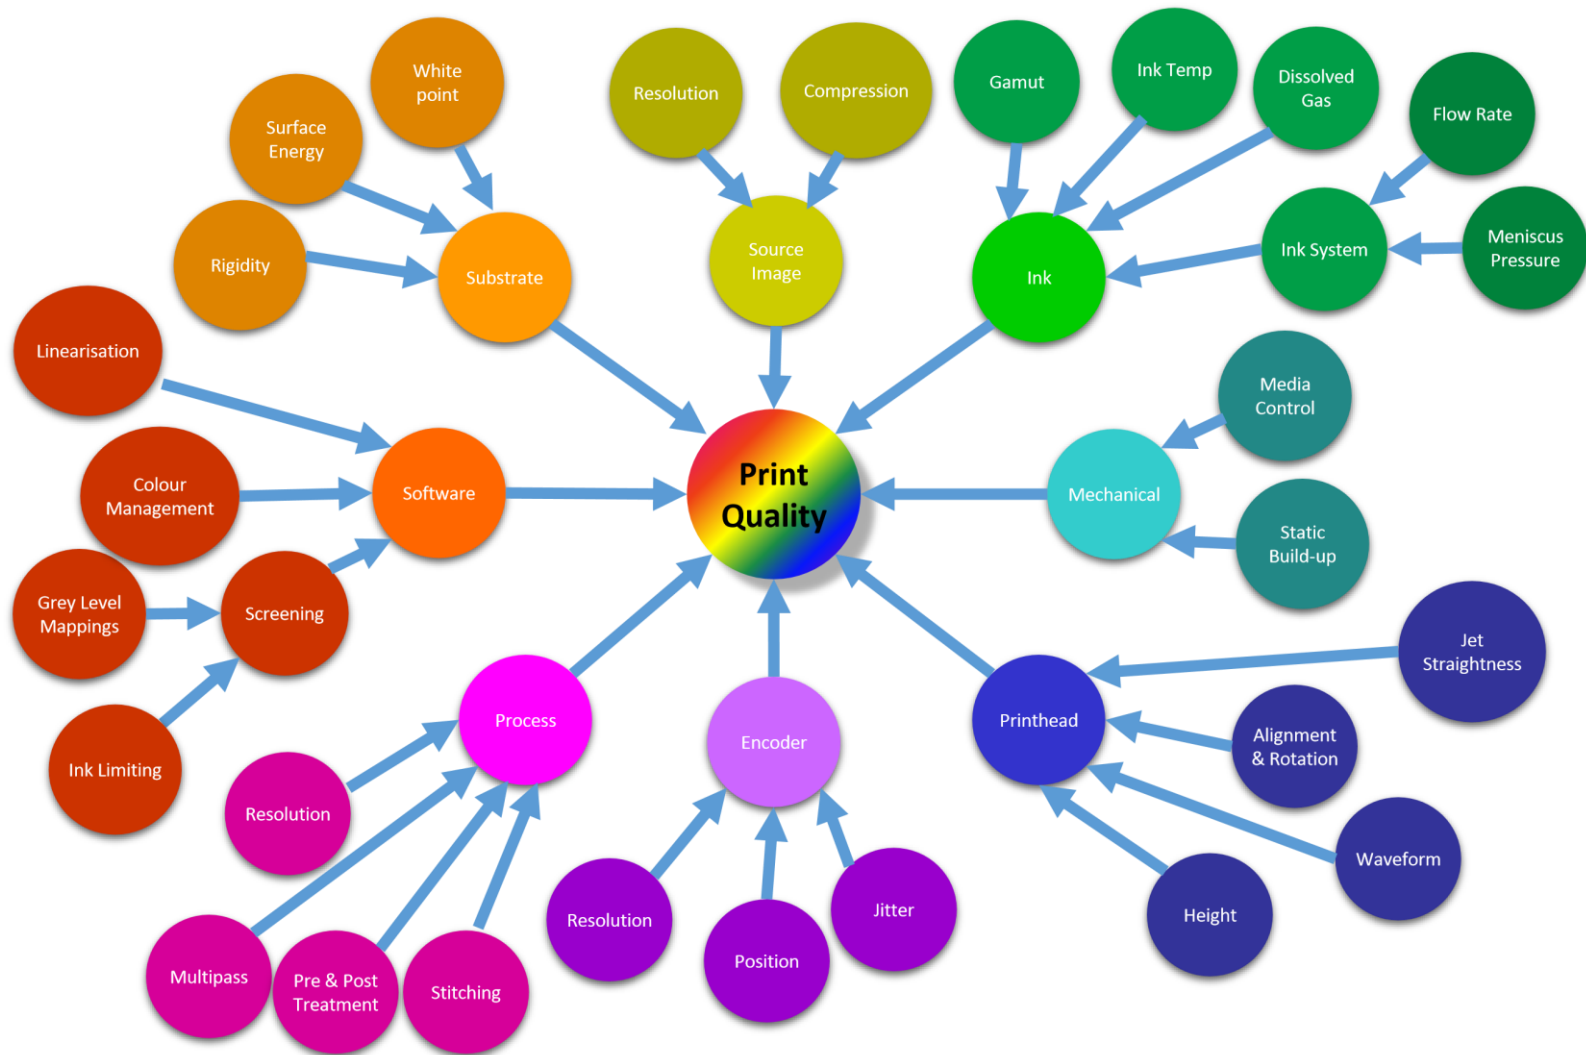 White
point
Surface
Energy
Rigidity
Substrate
Resolution
Compression
Source
Image
Gamut
Ink Temp
Dissolved
Gas
Flow Rate
Meniscus
Pressure
Ink System
Ink
Linearisation
Colour
Management
Software
Grey Level
Mappings
Screening
Ink Limiting
Print
Quality
Media
Control
Mechanical
Static
Build-up
Process
Resolution
Multipass
Pre & Post
Treatment
Stitching
Encoder
Resolution
Position
Jitter
Printhead
Jet
Straightness
Alignment
& Rotation
Waveform
Height